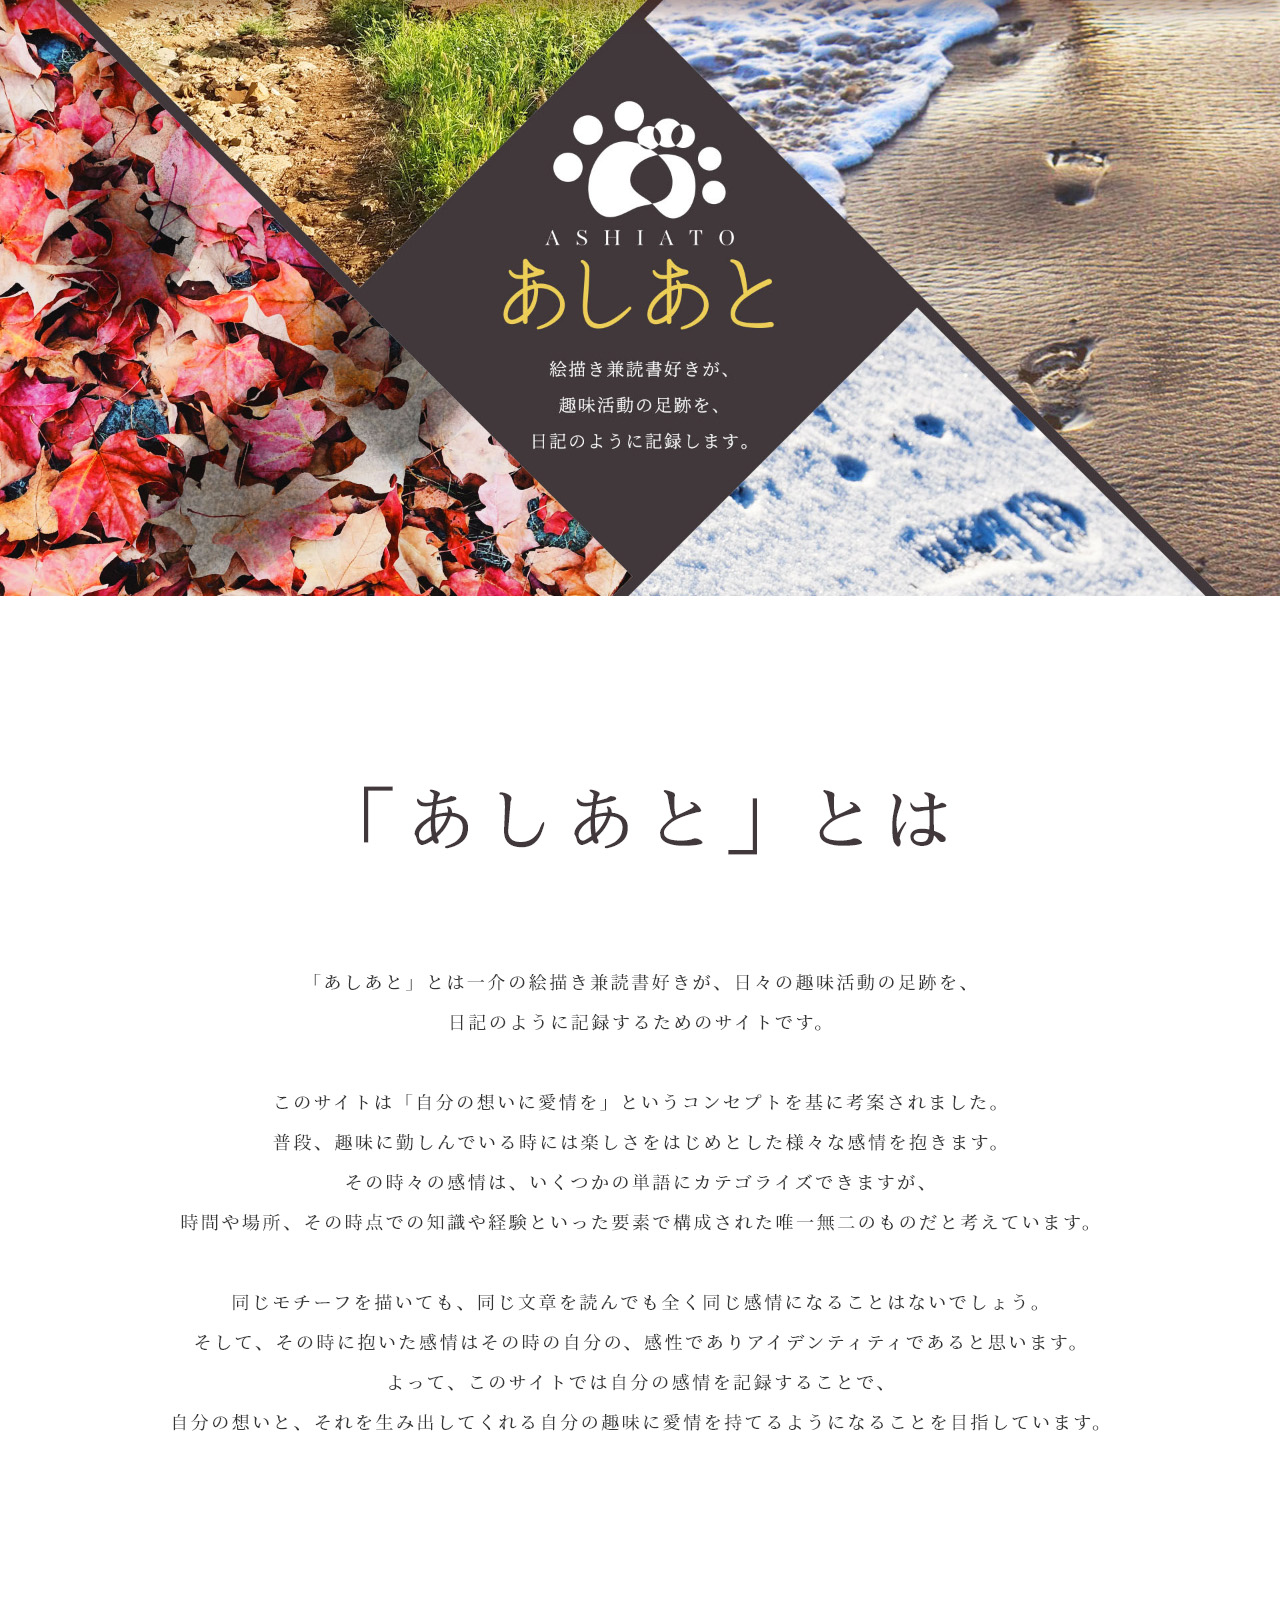 ASHIATO
あしあと
絵描き兼読書好きが、
趣味活動の足跡を、
日記のように記録します。
「あしあと」とは
「あしあと」とは一介の絵描き兼読書好きが、日々の趣味活動の足跡を、
日記のように記録するためのサイトです。
このサイトは「自分の想いに愛情を」というコンセプトを基に考案されました。
普段、趣味に勤しんでいる時には楽しさをはじめとした様々な感情を抱きます。
その時々の感情は、いくつかの単語にカテゴライズできますが、
時間や場所、その時点での知識や経験といった要素で構成された唯一無二のものだと考えています。
同じモチーフを描いても、同じ文章を読んでも全く同じ感情になることはないでしょう。
そして、その時に抱いた感情はその時の自分の、感性でありアイデンティティであると思います。
よって、このサイトでは自分の感情を記録することで、
自分の想いと、それを生み出してくれる自分の趣味に愛情を持てるようになることを目指しています。